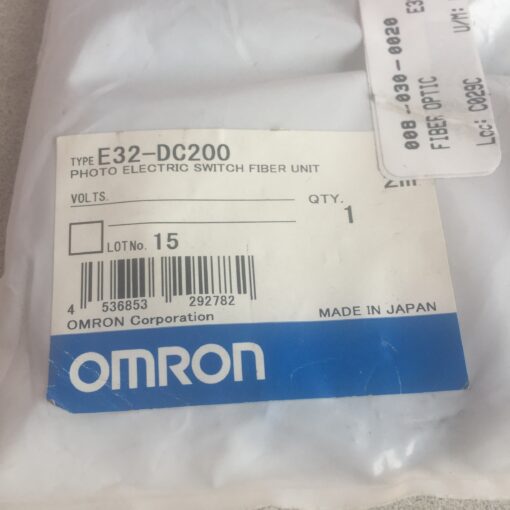 TYPE E32-DC200
PHOTO ELECTRIC SWITCH FIBER UNIT
VOLTS.
QTY.
1
LOT No. 15
4 536853 292782
OMRON Corporation
MADE IN JAPAN
OMRON
008-030-0020
FIBER OPTIC
Loc: C029C
U/M: